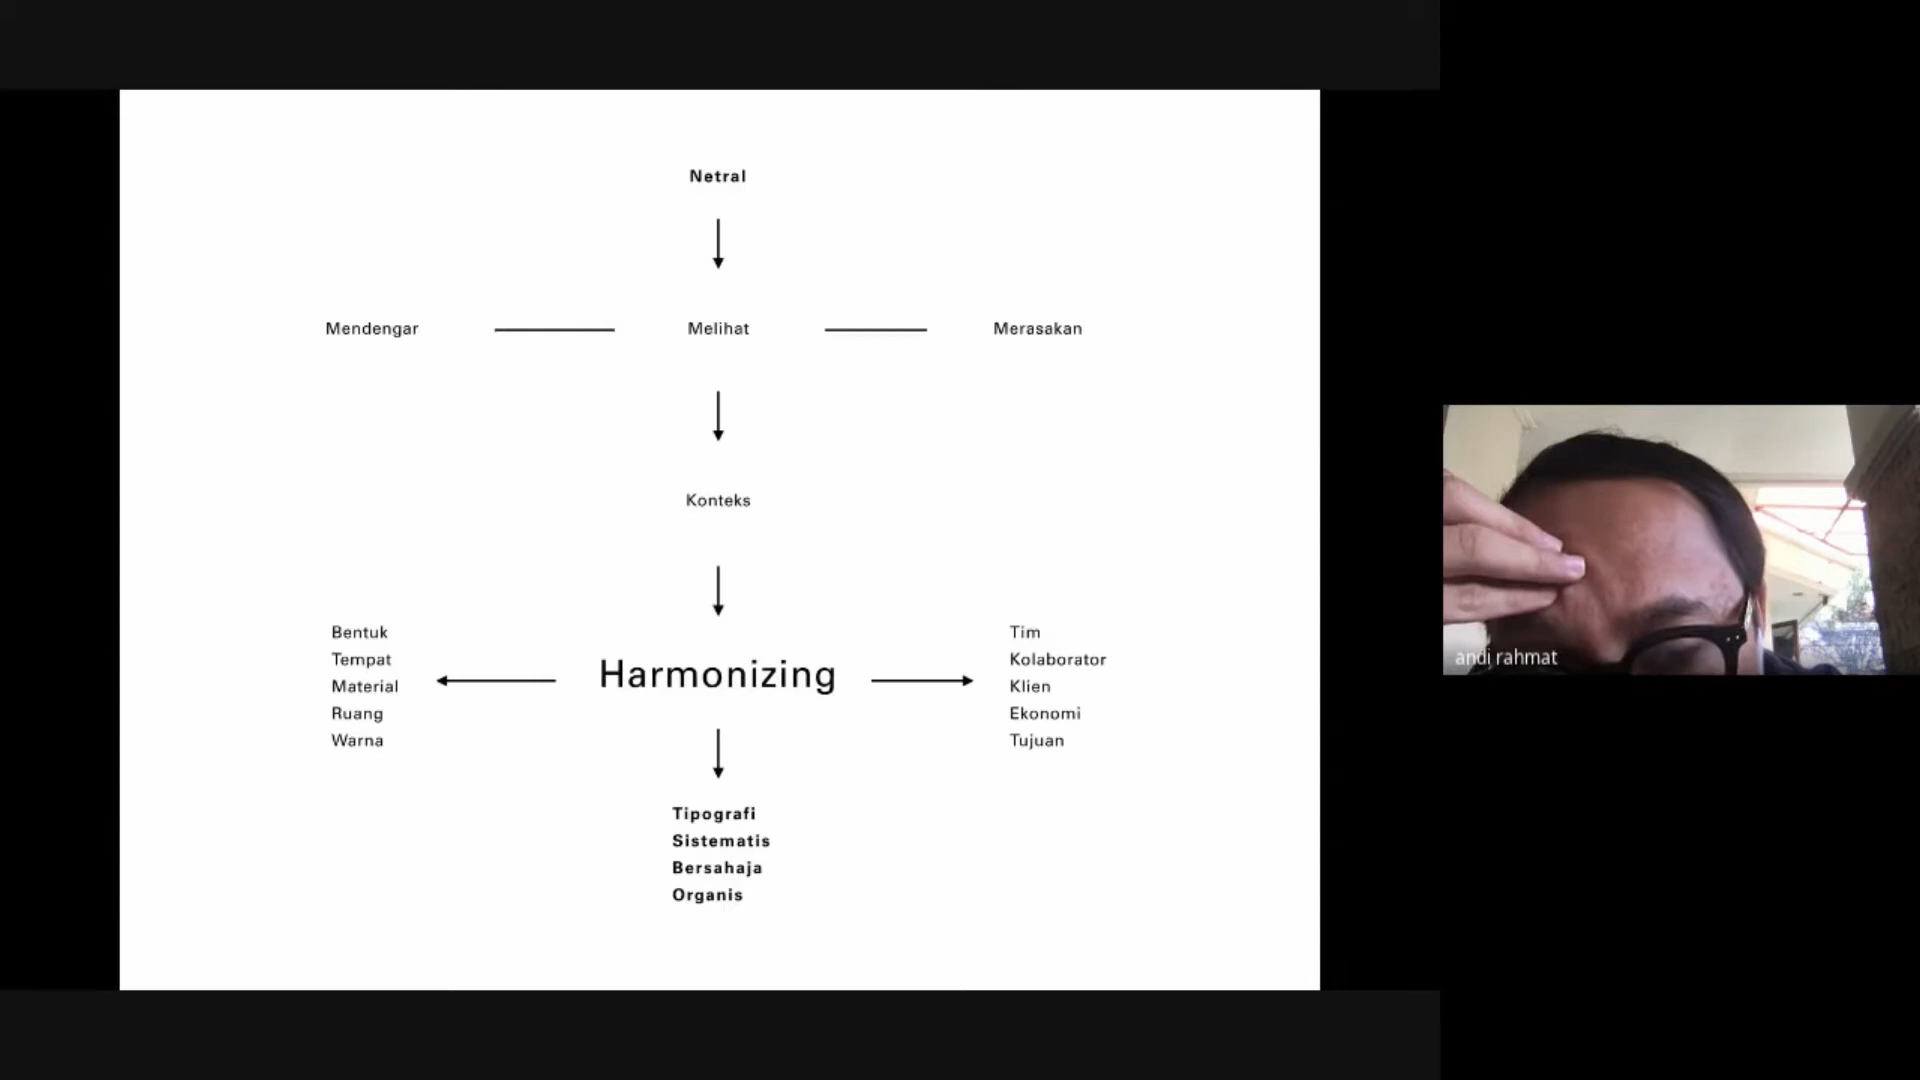 Netral
Mendengar
Melihat
Merasakan
Konteks
Bentuk
Tempat
Material
Ruang
Warna
Harmonizing
Tim
Kolaborator
Klien
Ekonomi
Tujuan
Tipografi
Sistematis
Bersahaja
Organis
andi rahmat